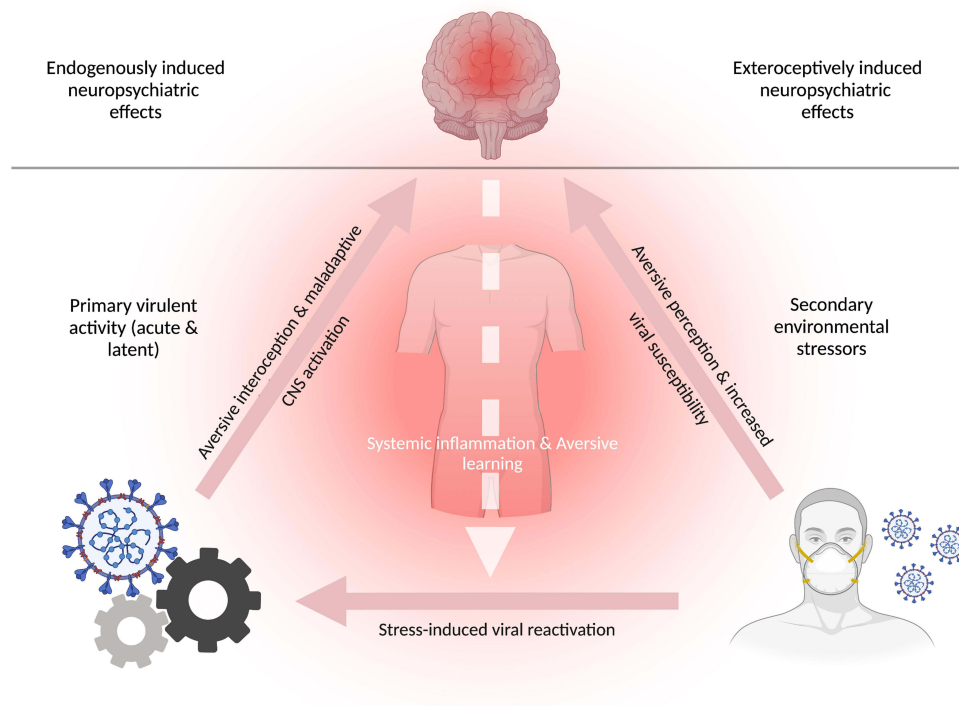 Endogenously induced
neuropsychiatric
effects
Exteroceptively induced
neuropsychiatric
effects
Primary virulent
activity (acute &
latent)
Aversive interoception & maladaptive
CNS activation
Aversive perception & increased
viral susceptibility
Secondary
environmental
stressors
Systemic inflammation & Aversive
learning
Stress-induced viral reactivation